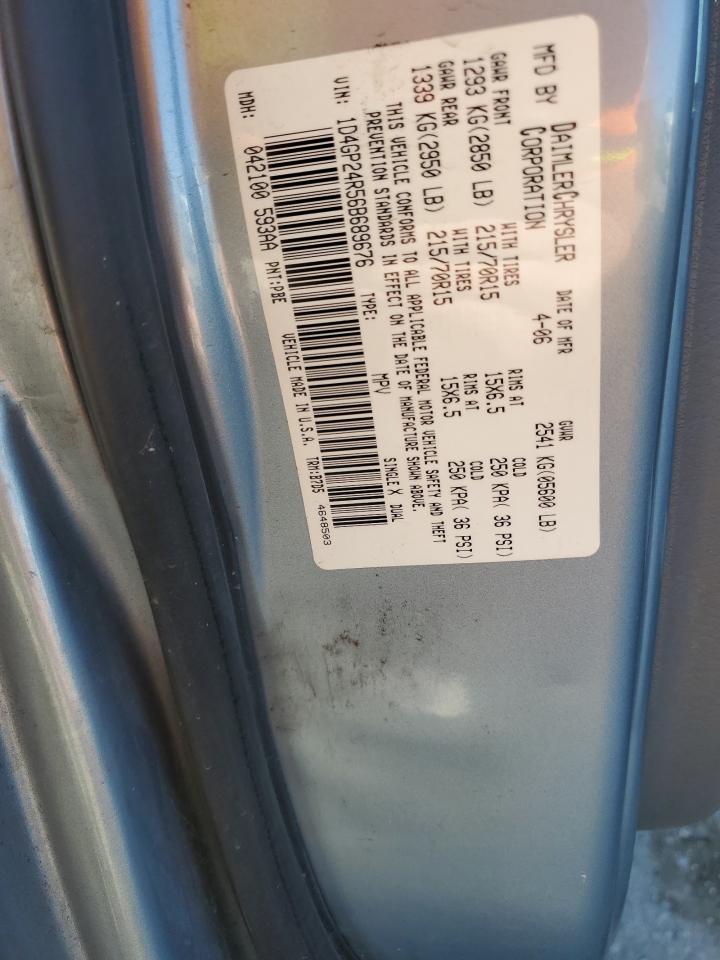 MFD BY DAIMLERCHRYSLER CORPORATION
DATE OF MFR 4-06
GVWR 2541 KG(05600 LB)
GAWR FRONT WITH TIRES RIMS AT COLD
1293 KG(2850 LB) 215/70R15 15X6.5 250 KPA( 36 PSI)
GAWR REAR WITH TIRES RIMS AT COLD
1339 KG(2950 LB) 215/70R15 15X6.5 250 KPA( 36 PSI)
THIS VEHICLE CONFORMS TO ALL APPLICABLE FEDERAL MOTOR VEHICLE SAFETY AND THEFT
PREVENTION STANDARDS IN EFFECT ON THE DATE OF MANUFACTURE SHOWN ABOVE.
VIN: 1D4GP24R56B689676 TYPE: MPV SINGLE X DUAL
MDH: 042100 593AA PNT:PBE VEHICLE MADE IN U.S.A. TRM:B7D5 4648503